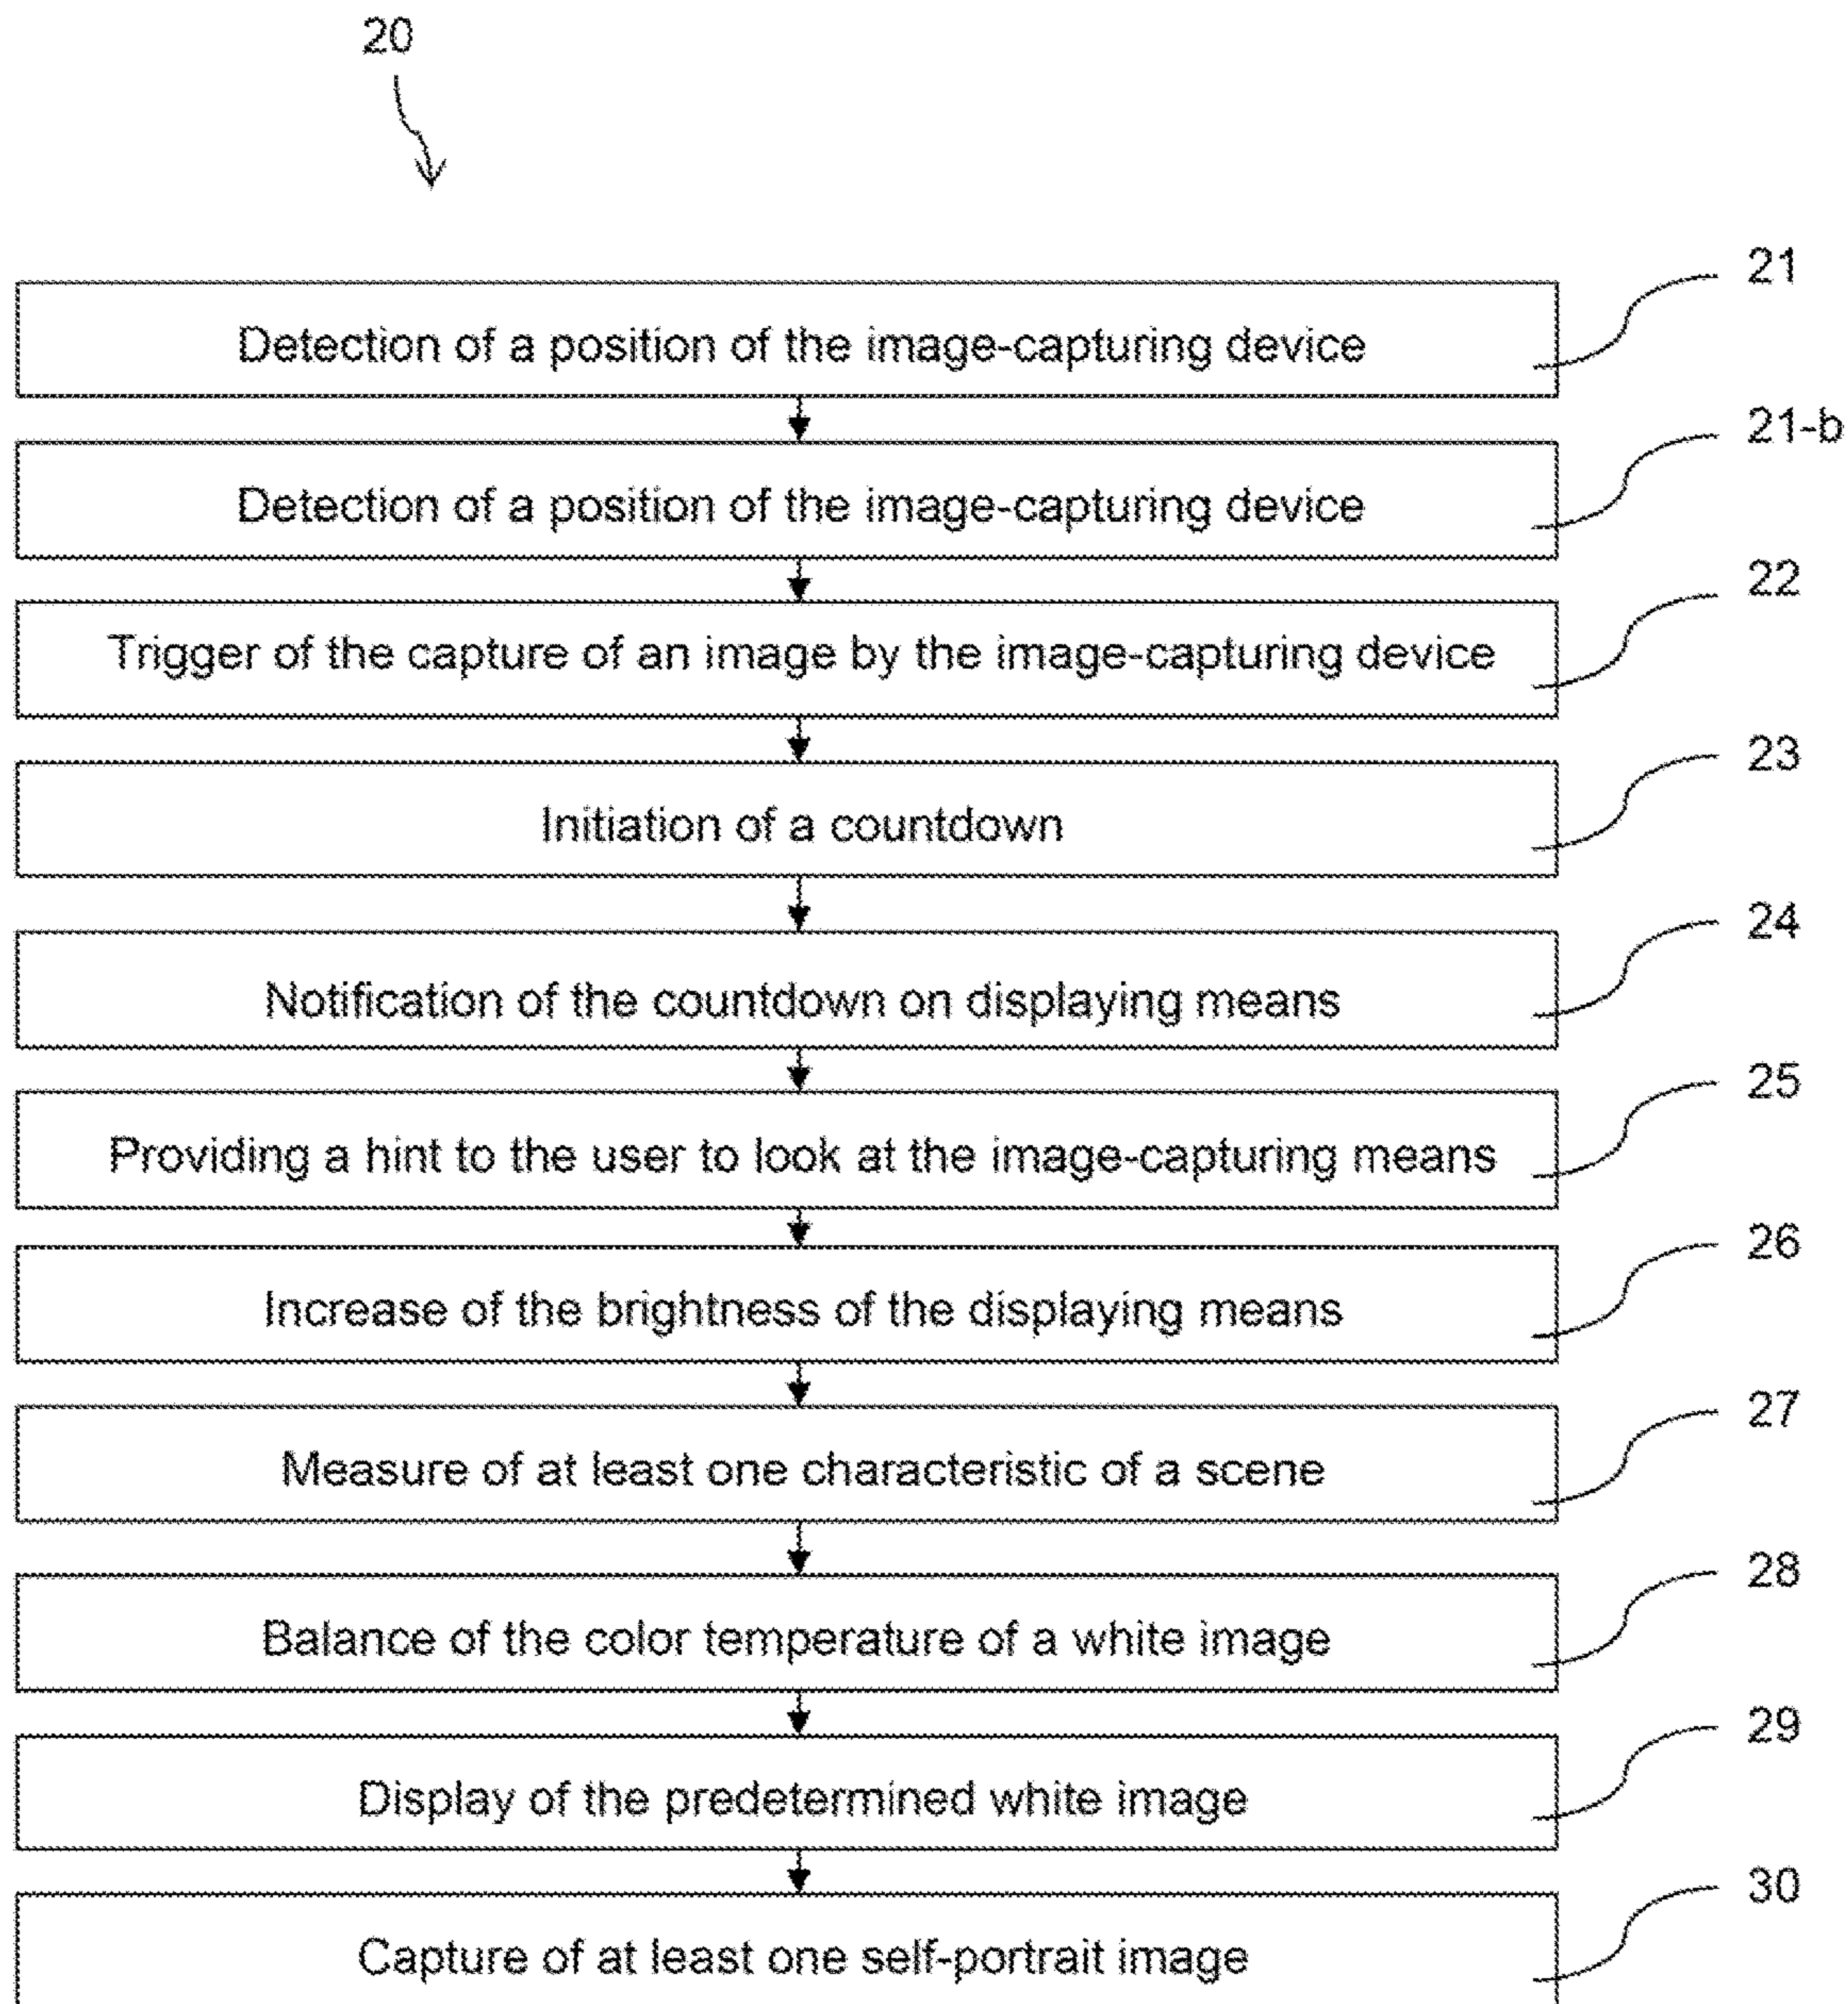 20
Detection of a position of the image-capturing device
21
Detection of a position of the image-capturing device
21-b
Trigger of the capture of an image by the image-capturing device
22
Initiation of a countdown
23
Notification of the countdown on displaying means
24
Providing a hint to the user to look at the image-capturing means
25
Increase of the brightness of the displaying means
26
Measure of at least one characteristic of a scene
27
Balance of the color temperature of a white image
28
Display of the predetermined white image
29
Capture of at least one self-portrait image
30